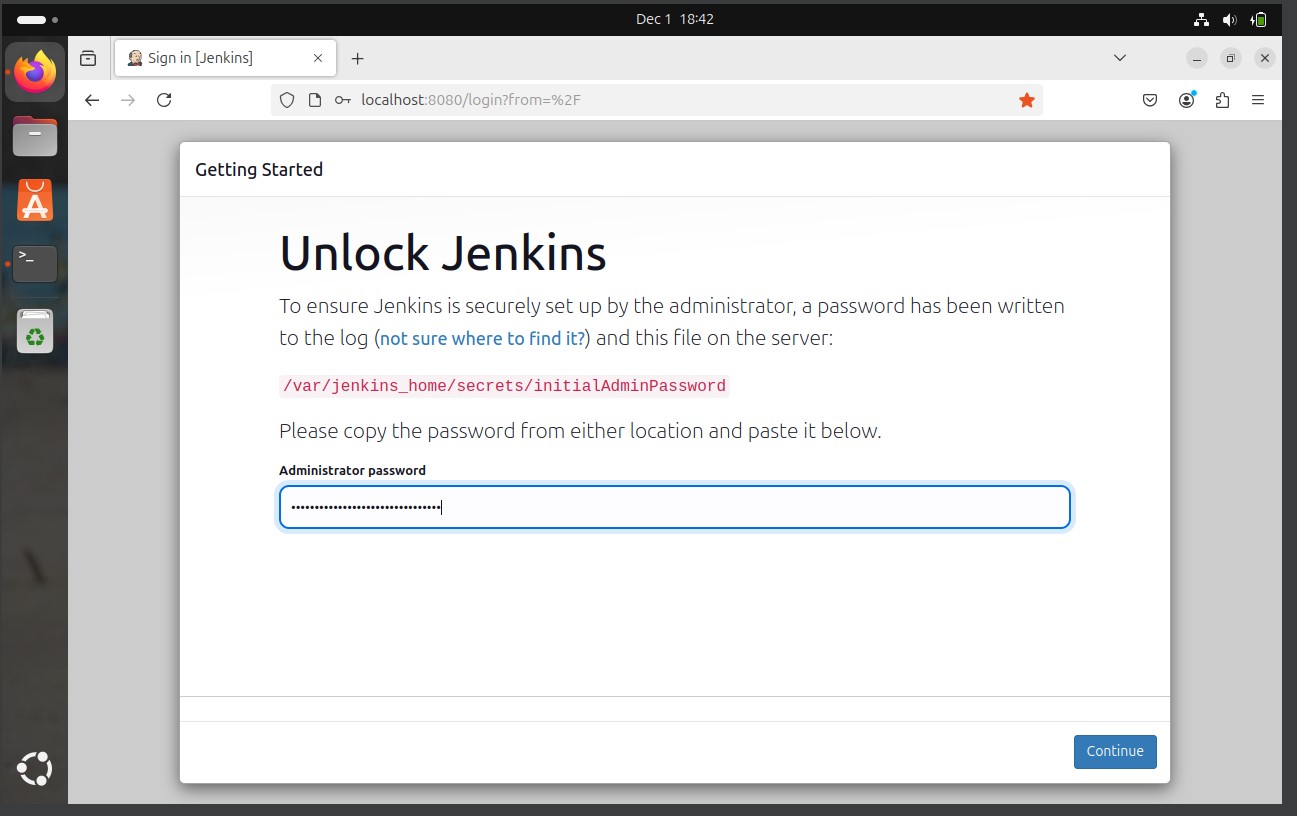 Dec 1 18:42
Sign in [Jenkins]
localhost:8080/login?from=%2F
Getting Started
Unlock Jenkins
To ensure Jenkins is securely set up by the administrator, a password has been written
to the log (not sure where to find it?) and this file on the server:
/var/jenkins_home/secrets/initialAdminPassword
Please copy the password from either location and paste it below.
Administrator password
Continue